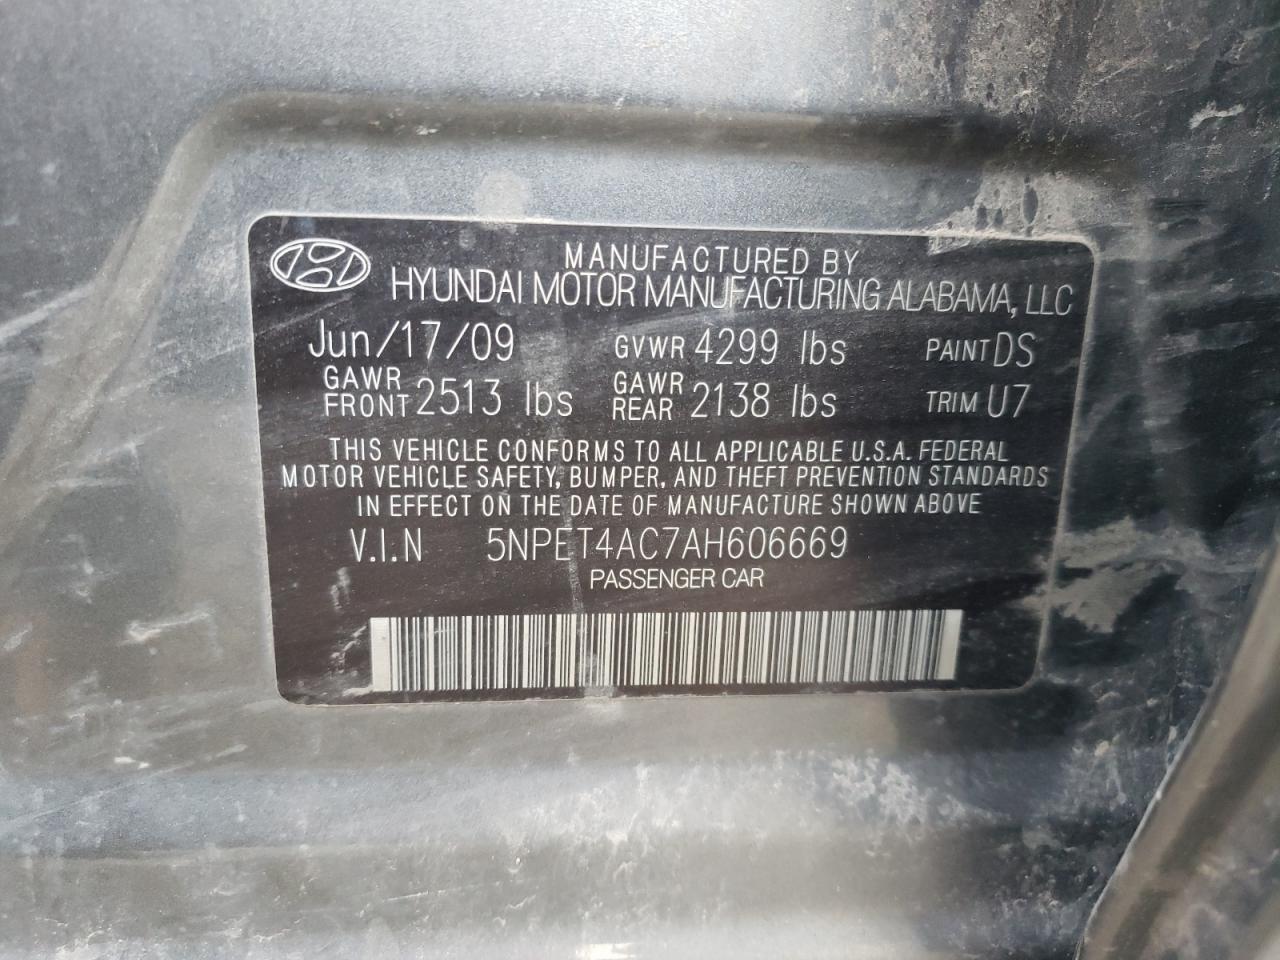 MANUFACTURED BY
HYUNDAI MOTOR MANUFACTURING ALABAMA, LLC
Jun/17/09 GVWR 4299 lbs PAINT DS
GAWR FRONT 2513 lbs GAWR REAR 2138 lbs TRIM U7
THIS VEHICLE CONFORMS TO ALL APPLICABLE U.S.A. FEDERAL
MOTOR VEHICLE SAFETY, BUMPER, AND THEFT PREVENTION STANDARDS
IN EFFECT ON THE DATE OF MANUFACTURE SHOWN ABOVE
V.I.N 5NPET4AC7AH606669
PASSENGER CAR